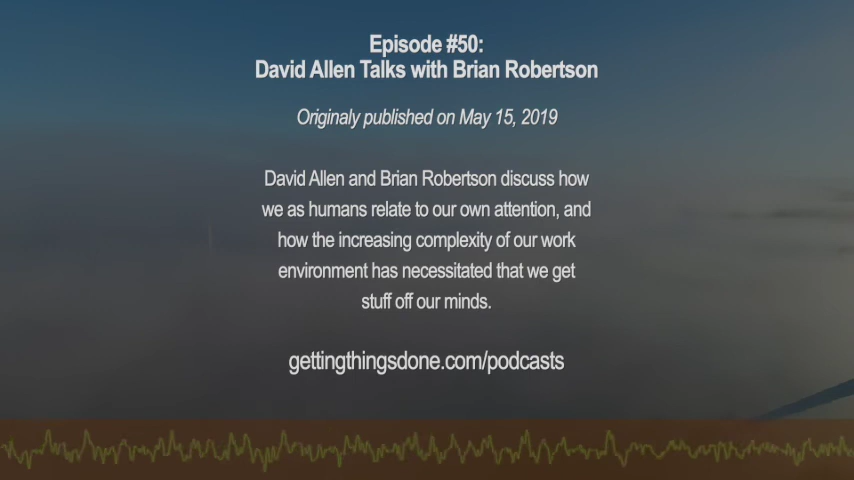 Episode #50:
David Allen Talks with Brian Robertson
Originaly published on May 15, 2019
David Allen and Brian Robertson discuss how
we as humans relate to our own attention, and
how the increasing complexity of our work
environment has necessitated that we get
stuff off our minds.
gettingthingsdone.com/podcasts